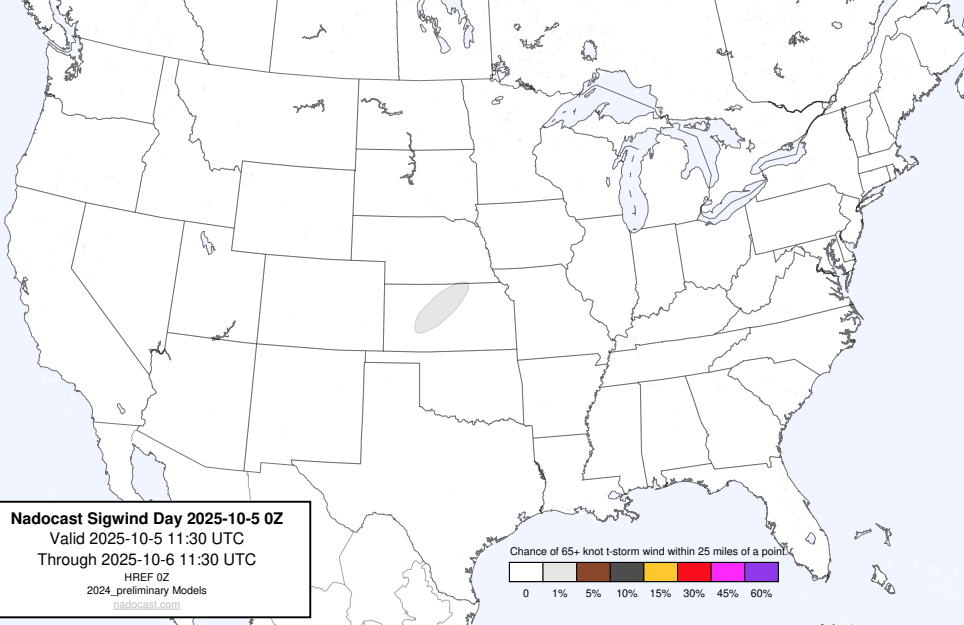 Nadocast Sigwind Day 2025-10-5 0Z
Valid 2025-10-5 11:30 UTC
Through 2025-10-6 11:30 UTC
HREF 0Z
2024_preliminary Models
nadocast.com
Chance of 65+ knot t-storm wind within 25 miles of a point.
0 1% 5% 10% 15% 30% 45% 60%